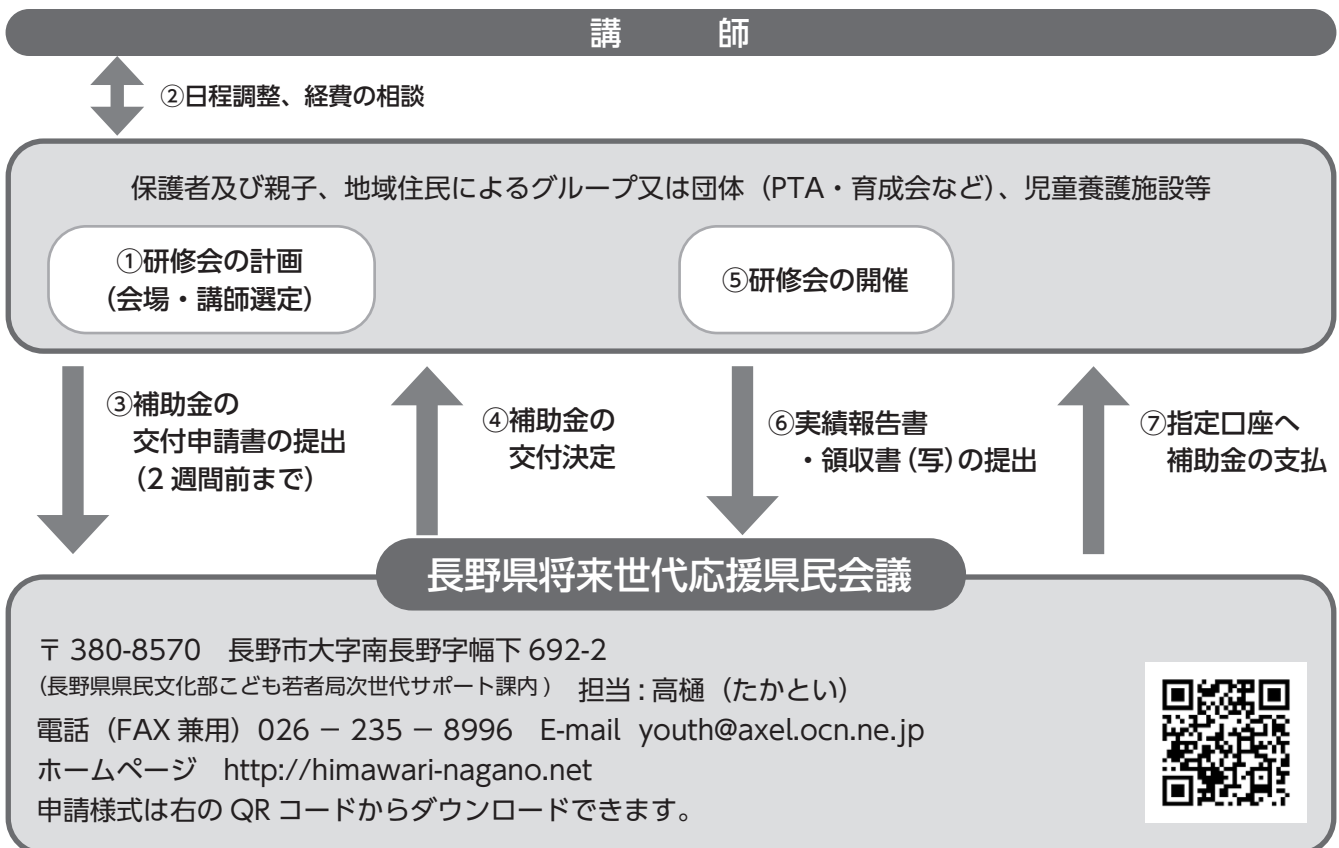 講　師
②日程調整、経費の相談
保護者及び親子、地域住民によるグループ又は団体（PTA・育成会など）、児童養護施設等
①研修会の計画
（会場・講師選定）
⑤研修会の開催
③補助金の
交付申請書の提出
（2 週間前まで）
④補助金の
交付決定
⑥実績報告書
・領収書（写）の提出
⑦指定口座へ
補助金の支払
長野県将来世代応援県民会議
〒 380-8570　長野市大字南長野字幅下 692-2
（長野県県民文化部こども若者局次世代サポート課内）　担当 : 高樋（たかとい）
電話（FAX 兼用）026 − 235 − 8996　E-mail youth@axel.ocn.ne.jp
ホームページ　http://himawari-nagano.net
申請様式は右の QR コードからダウンロードできます。